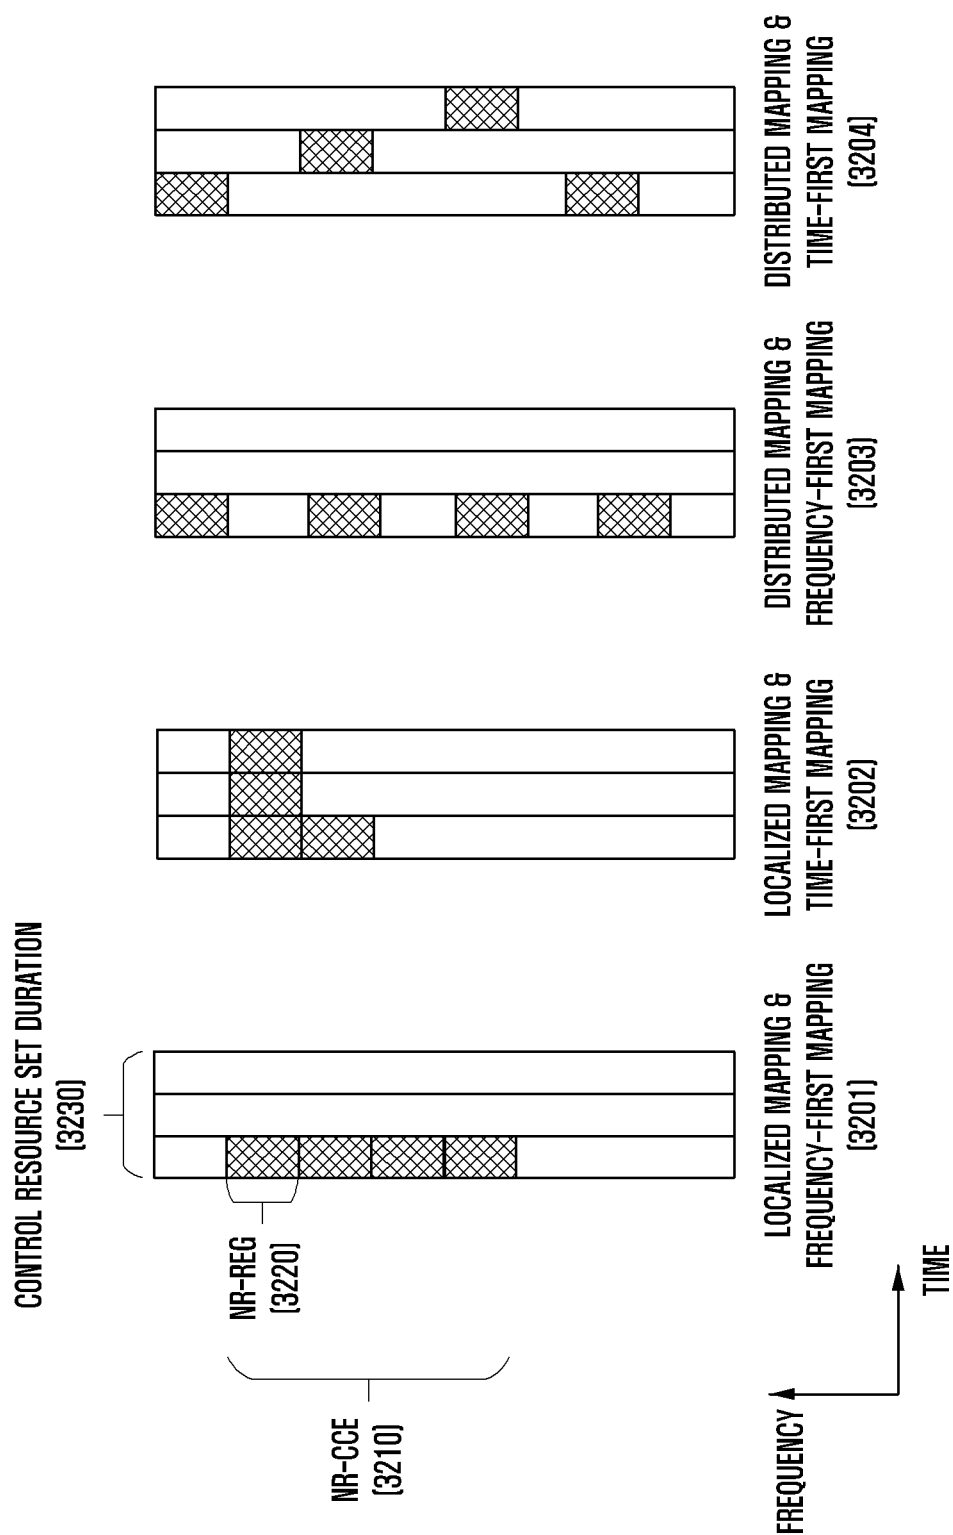 CONTROL RESOURCE SET DURATION
[3230]
NR-CCE
[3210]
NR-REG
[3220]
FREQUENCY
TIME
LOCALIZED MAPPING &
FREQUENCY-FIRST MAPPING
[3201]
LOCALIZED MAPPING &
TIME-FIRST MAPPING
[3202]
DISTRIBUTED MAPPING &
FREQUENCY-FIRST MAPPING
[3203]
DISTRIBUTED MAPPING &
TIME-FIRST MAPPING
[3204]